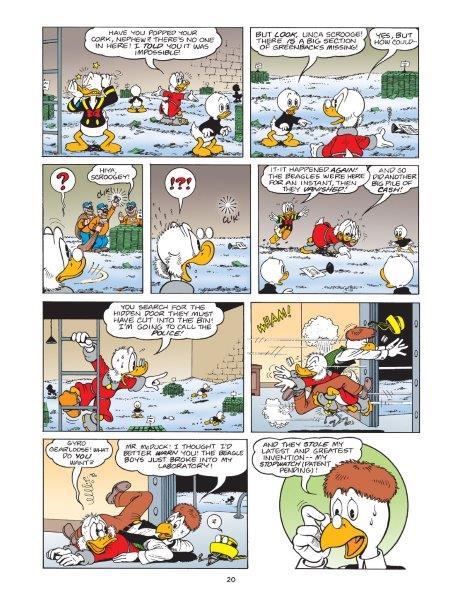 HAVE YOU POPPED YOUR
CORK, NEPHEW? THERE'S NO ONE
IN HERE! I TOLD YOU IT WAS
IMPOSSIBLE!
BUT LOOK, UNCA SCROOGE!
THERE IS A BIG SECTION
OF GREENBACKS MISSING!
YES, BUT
HOW COULD--
?
HIYA,
SCROOGEY!
CLIK!
!?!
CLIK!
IT-IT HAPPENED AGAIN!
THE BEAGLES WERE HERE
FOR AN INSTANT, THEN
THEY VANISHED!
AND SO
DID ANOTHER
BIG PILE OF
CASH!
YOU SEARCH FOR THE
HIDDEN DOOR THEY MUST
HAVE CUT INTO THE BIN!
I'M GOING TO CALL THE
POLICE!
WHAM!
GYRO
GEARLOOSE! WHAT
DO YOU
WANT?
MR. McDUCK! I THOUGHT I'D
BETTER WARN YOU! THE BEAGLE
BOYS JUST BROKE INTO MY
LABORATORY!
AND THEY STOLE MY
LATEST AND GREATEST
INVENTION -- MY
STOPWATCH (PATENT
PENDING)!
20